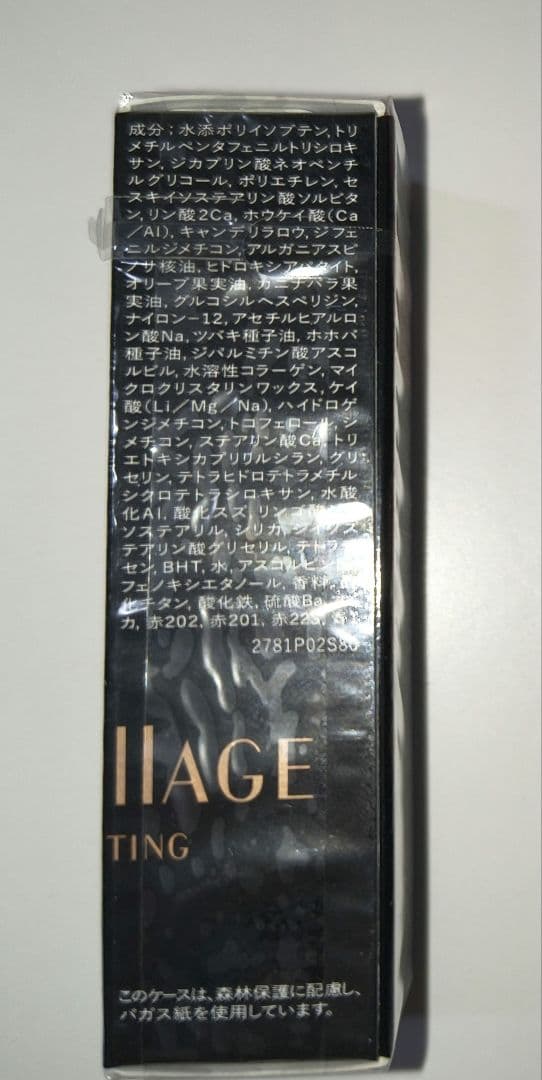 成分：水添ポリイソブテン，トリ
メチルペンタフェニルトリシロキ
サン，ジカプリン酸ネオペンチ
ルグリコール，ポリエチレン，セ
スキイソステアリン酸ソルビタ
ン，リン酸2Ca，ホウケイ酸（Ca
／Al），キャンデリラロウ，ジフェ
ニルジメチコン，アルガニアスピ
ノサ核油，ヒドロキシアパタイト，
オリーブ果実油，カニナバラ果
実油，グルコシルヘスペリジン，
ナイロン－12，アセチルヒアルロ
ン酸Na，ツバキ種子油，ホホバ
種子油，ジパルミチン酸アスコ
ルビル，水溶性コラーゲン，マイ
クロクリスタリンワックス，ケイ
酸（Li／Mg／Na），ハイドロゲ
ンジメチコン，トコフェロール，ジ
メチコン，ステアリン酸Ca，トリ
エトキシカプリリルシラン，グリ
セリン，テトラヒドロテトラメチル
シクロテトラシロキサン，水酸
化Al，酸化スズ，リンゴ酸
ソステアリル，シリカ，
テアリン酸グリセリル，
セン，BHT，水，
フェノキシエタノール，香料，
化チタン，酸化鉄，硫酸Ba，
カ，赤202，赤201，赤223，
2781P02S80
llAGE
TING
このケースは、森林保護に配慮し、
バガス紙を使用しています。